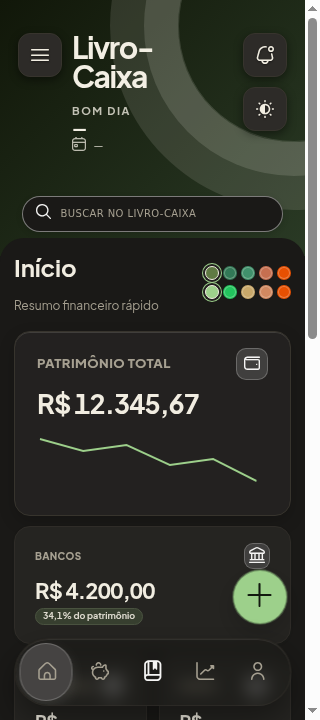 Livro-
Caixa
BOM DIA
—
—
BUSCAR NO LIVRO-CAIXA
Início
Resumo financeiro rápido
PATRIMÔNIO TOTAL
R$ 12.345,67
BANCOS
R$ 4.200,00
34,1% do patrimônio